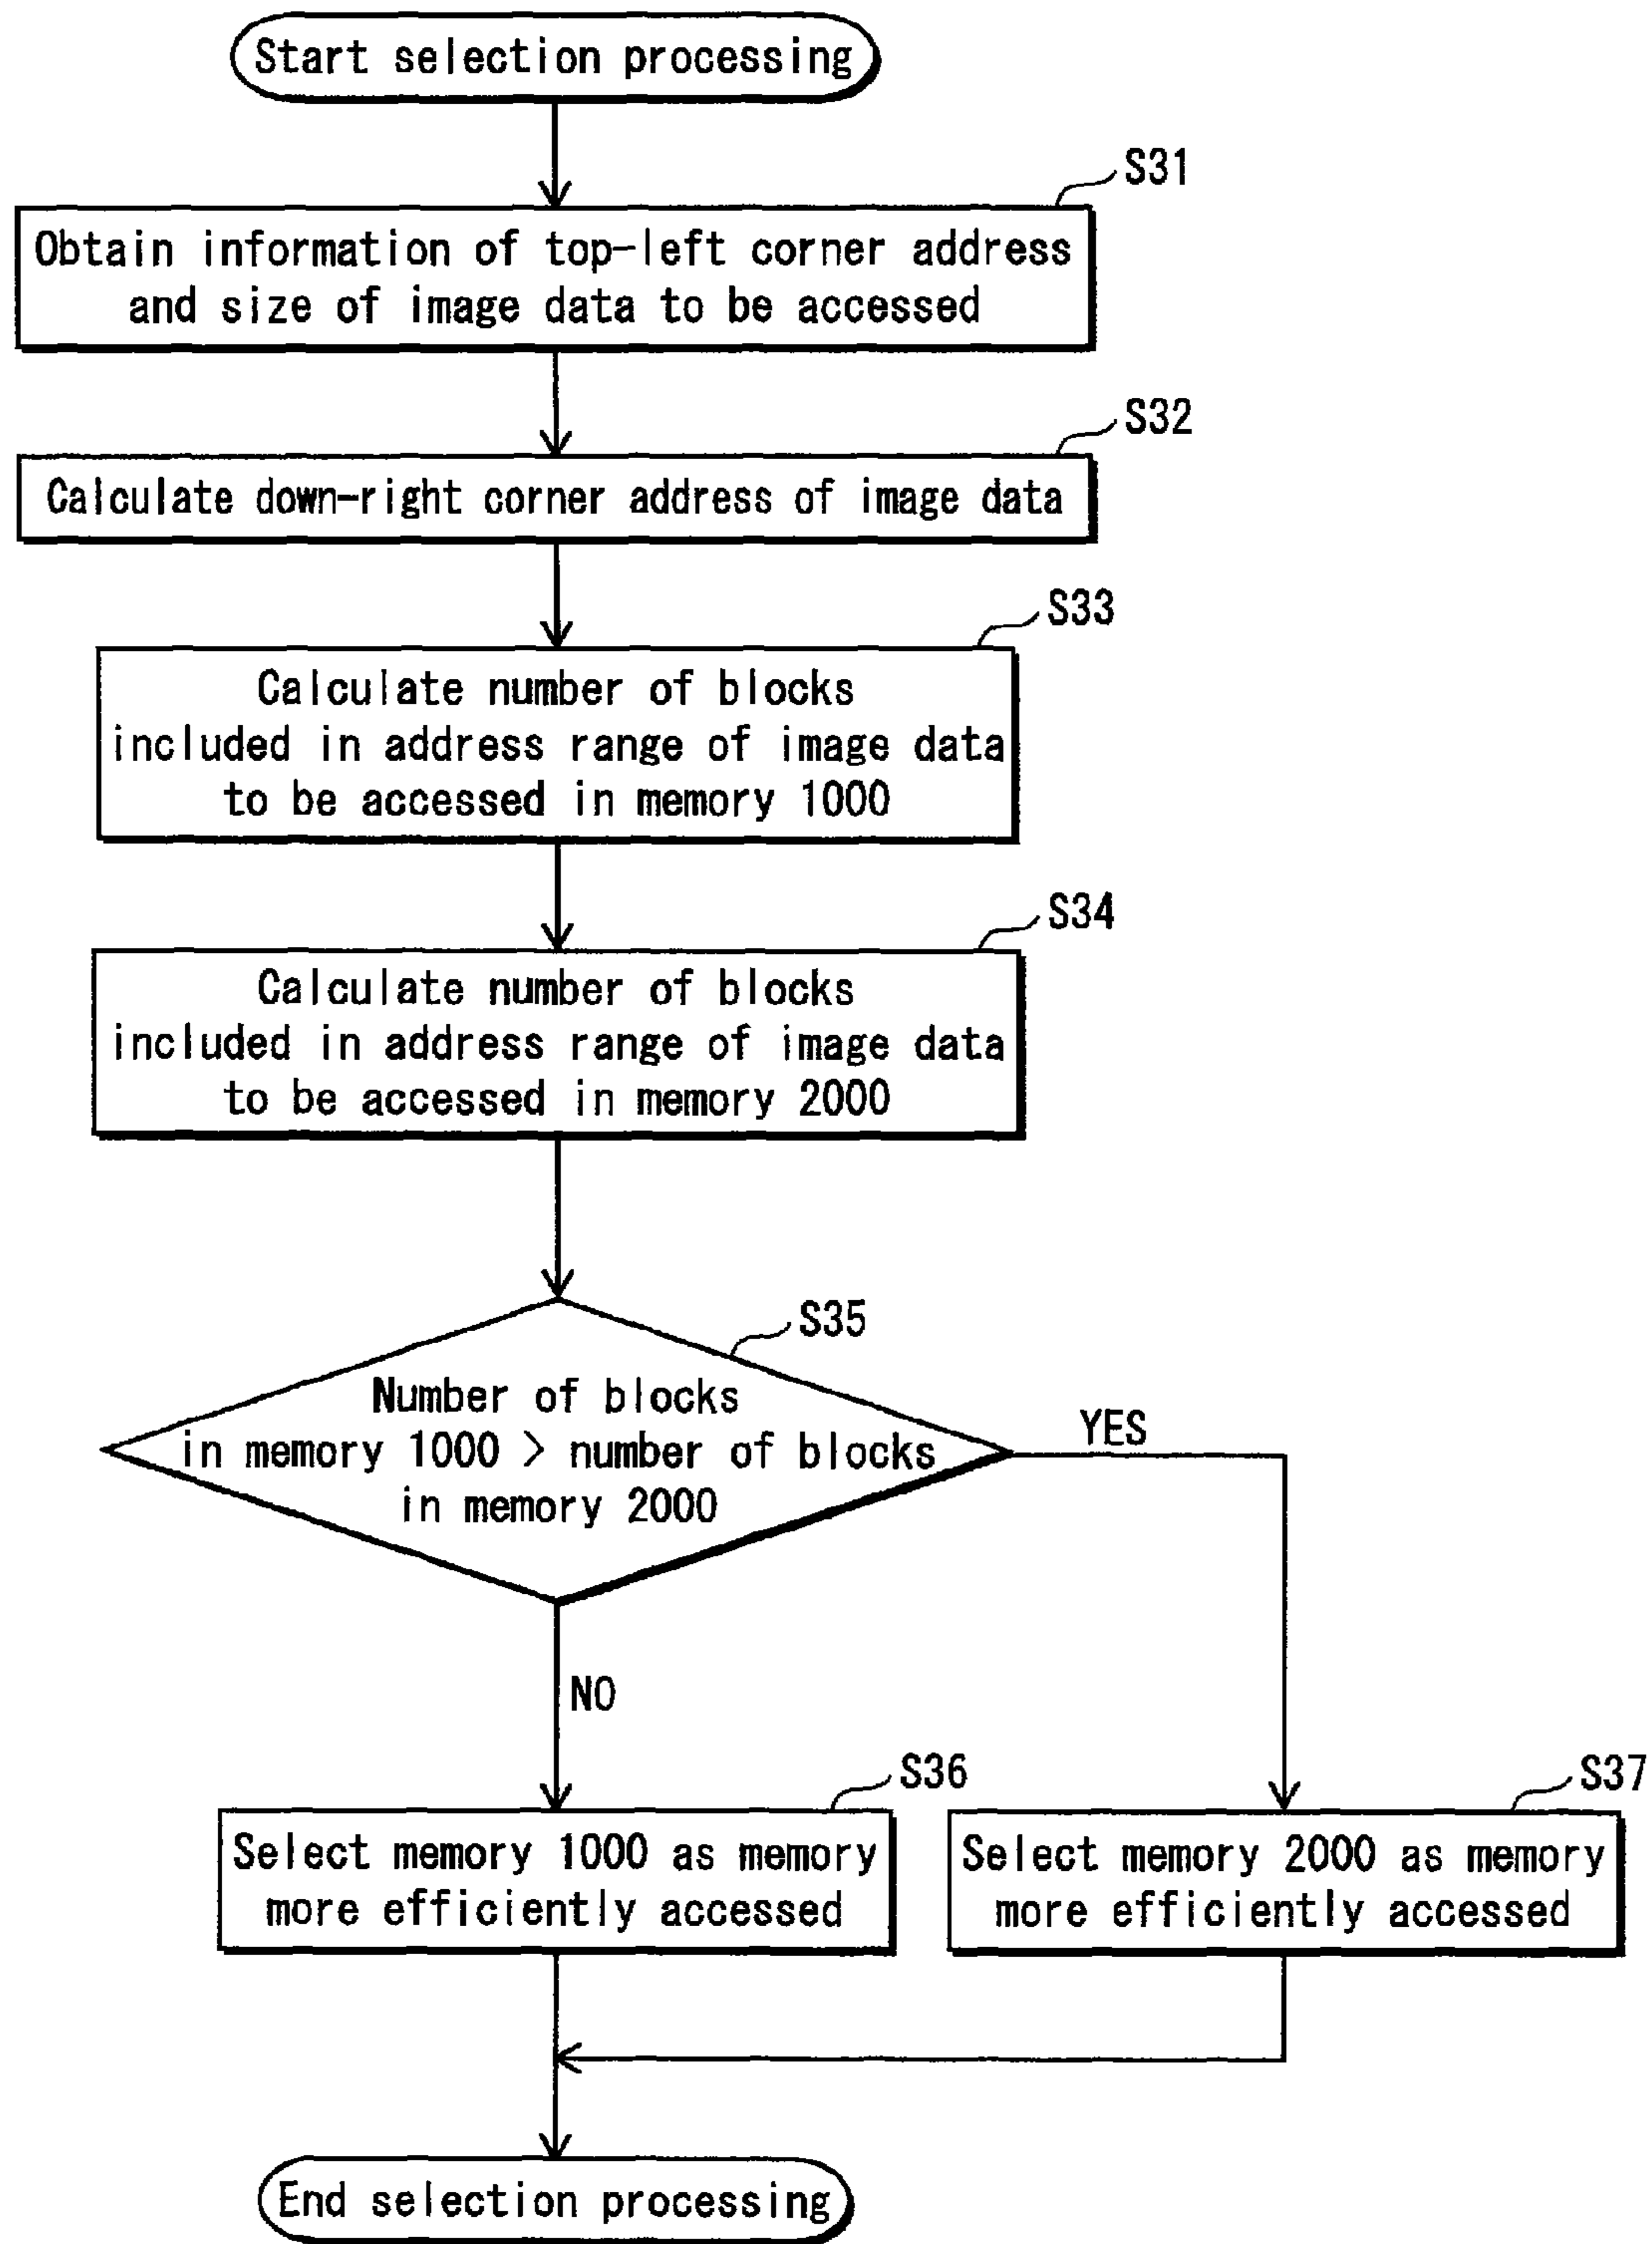 Start selection processing
S31
Obtain information of top-left corner address
and size of image data to be accessed
S32
Calculate down-right corner address of image data
S33
Calculate number of blocks
included in address range of image data
to be accessed in memory 1000
S34
Calculate number of blocks
included in address range of image data
to be accessed in memory 2000
S35
Number of blocks
in memory 1000 > number of blocks
in memory 2000
YES
NO
S36
Select memory 1000 as memory
more efficiently accessed
S37
Select memory 2000 as memory
more efficiently accessed
End selection processing